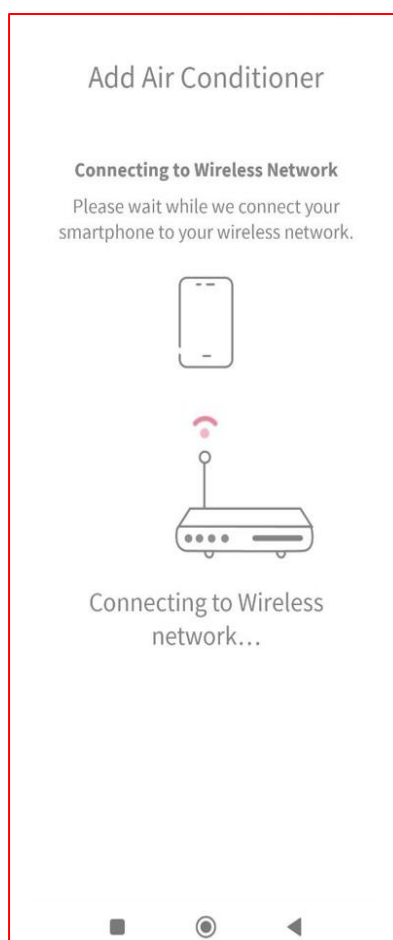 Add Air Conditioner
Connecting to Wireless Network
Please wait while we connect your
smartphone to your wireless network.
Connecting to Wireless
network...